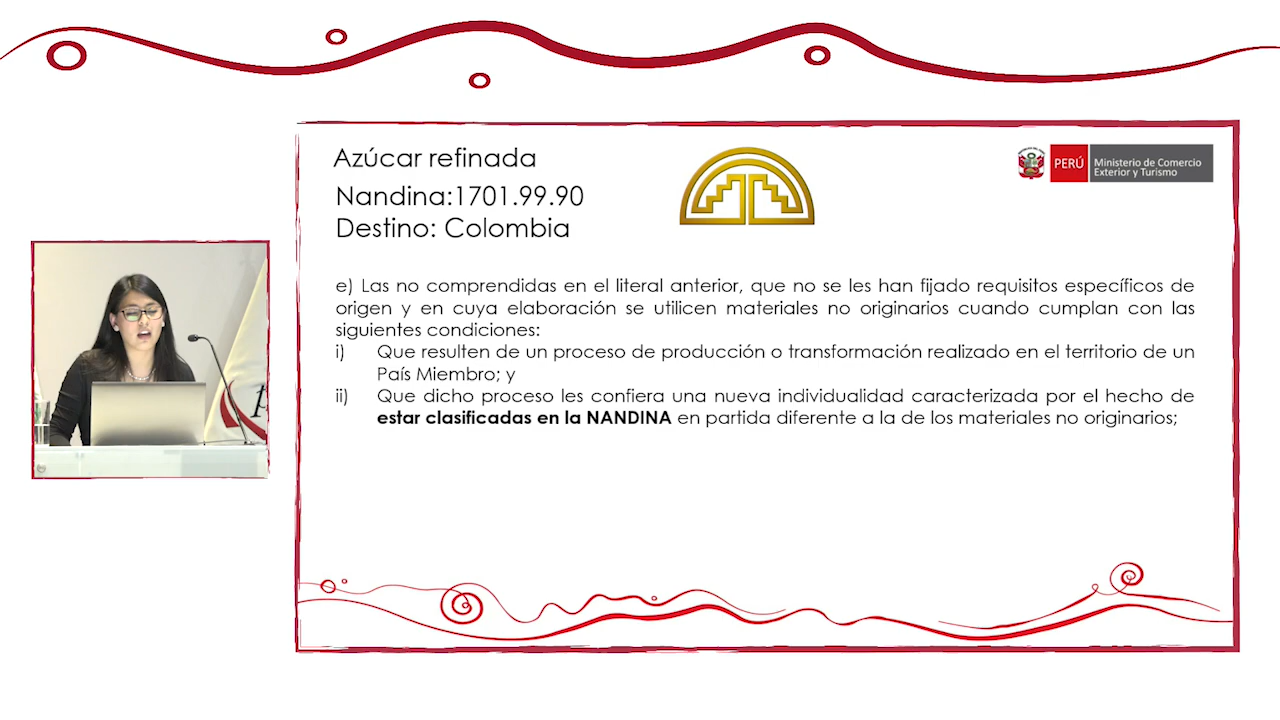 Azúcar refinada
Nandina:1701.99.90
Destino: Colombia
PERÚ
Ministerio de Comercio
Exterior y Turismo
e) Las no comprendidas en el literal anterior, que no se les han fijado requisitos específicos de
origen y en cuya elaboración se utilicen materiales no originarios cuando cumplan con las
siguientes condiciones:
i) Que resulten de un proceso de producción o transformación realizado en el territorio de un
País Miembro; y
ii) Que dicho proceso les confiera una nueva individualidad caracterizada por el hecho de
estar clasificadas en la NANDINA en partida diferente a la de los materiales no originarios;